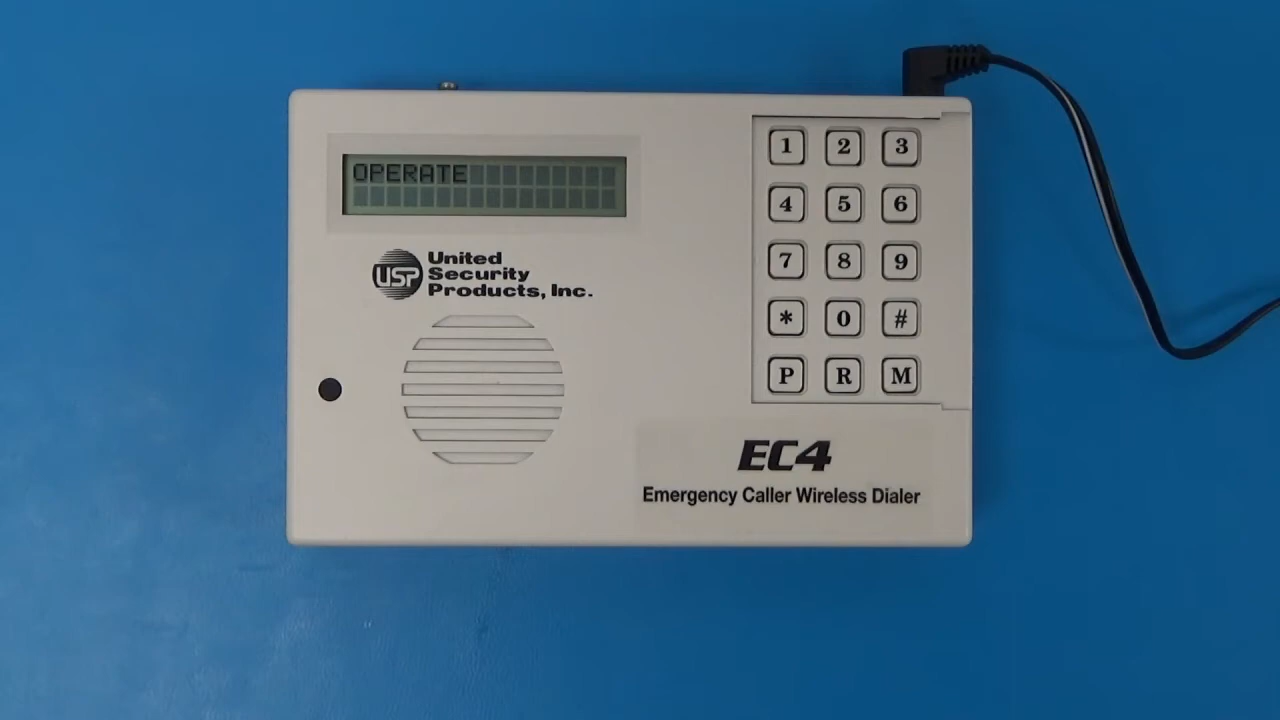 OPERATE
USP
United
Security
Products, Inc.
1 2 3
4 5 6
7 8 9
* 0 #
P R M
EC4
Emergency Caller Wireless Dialer